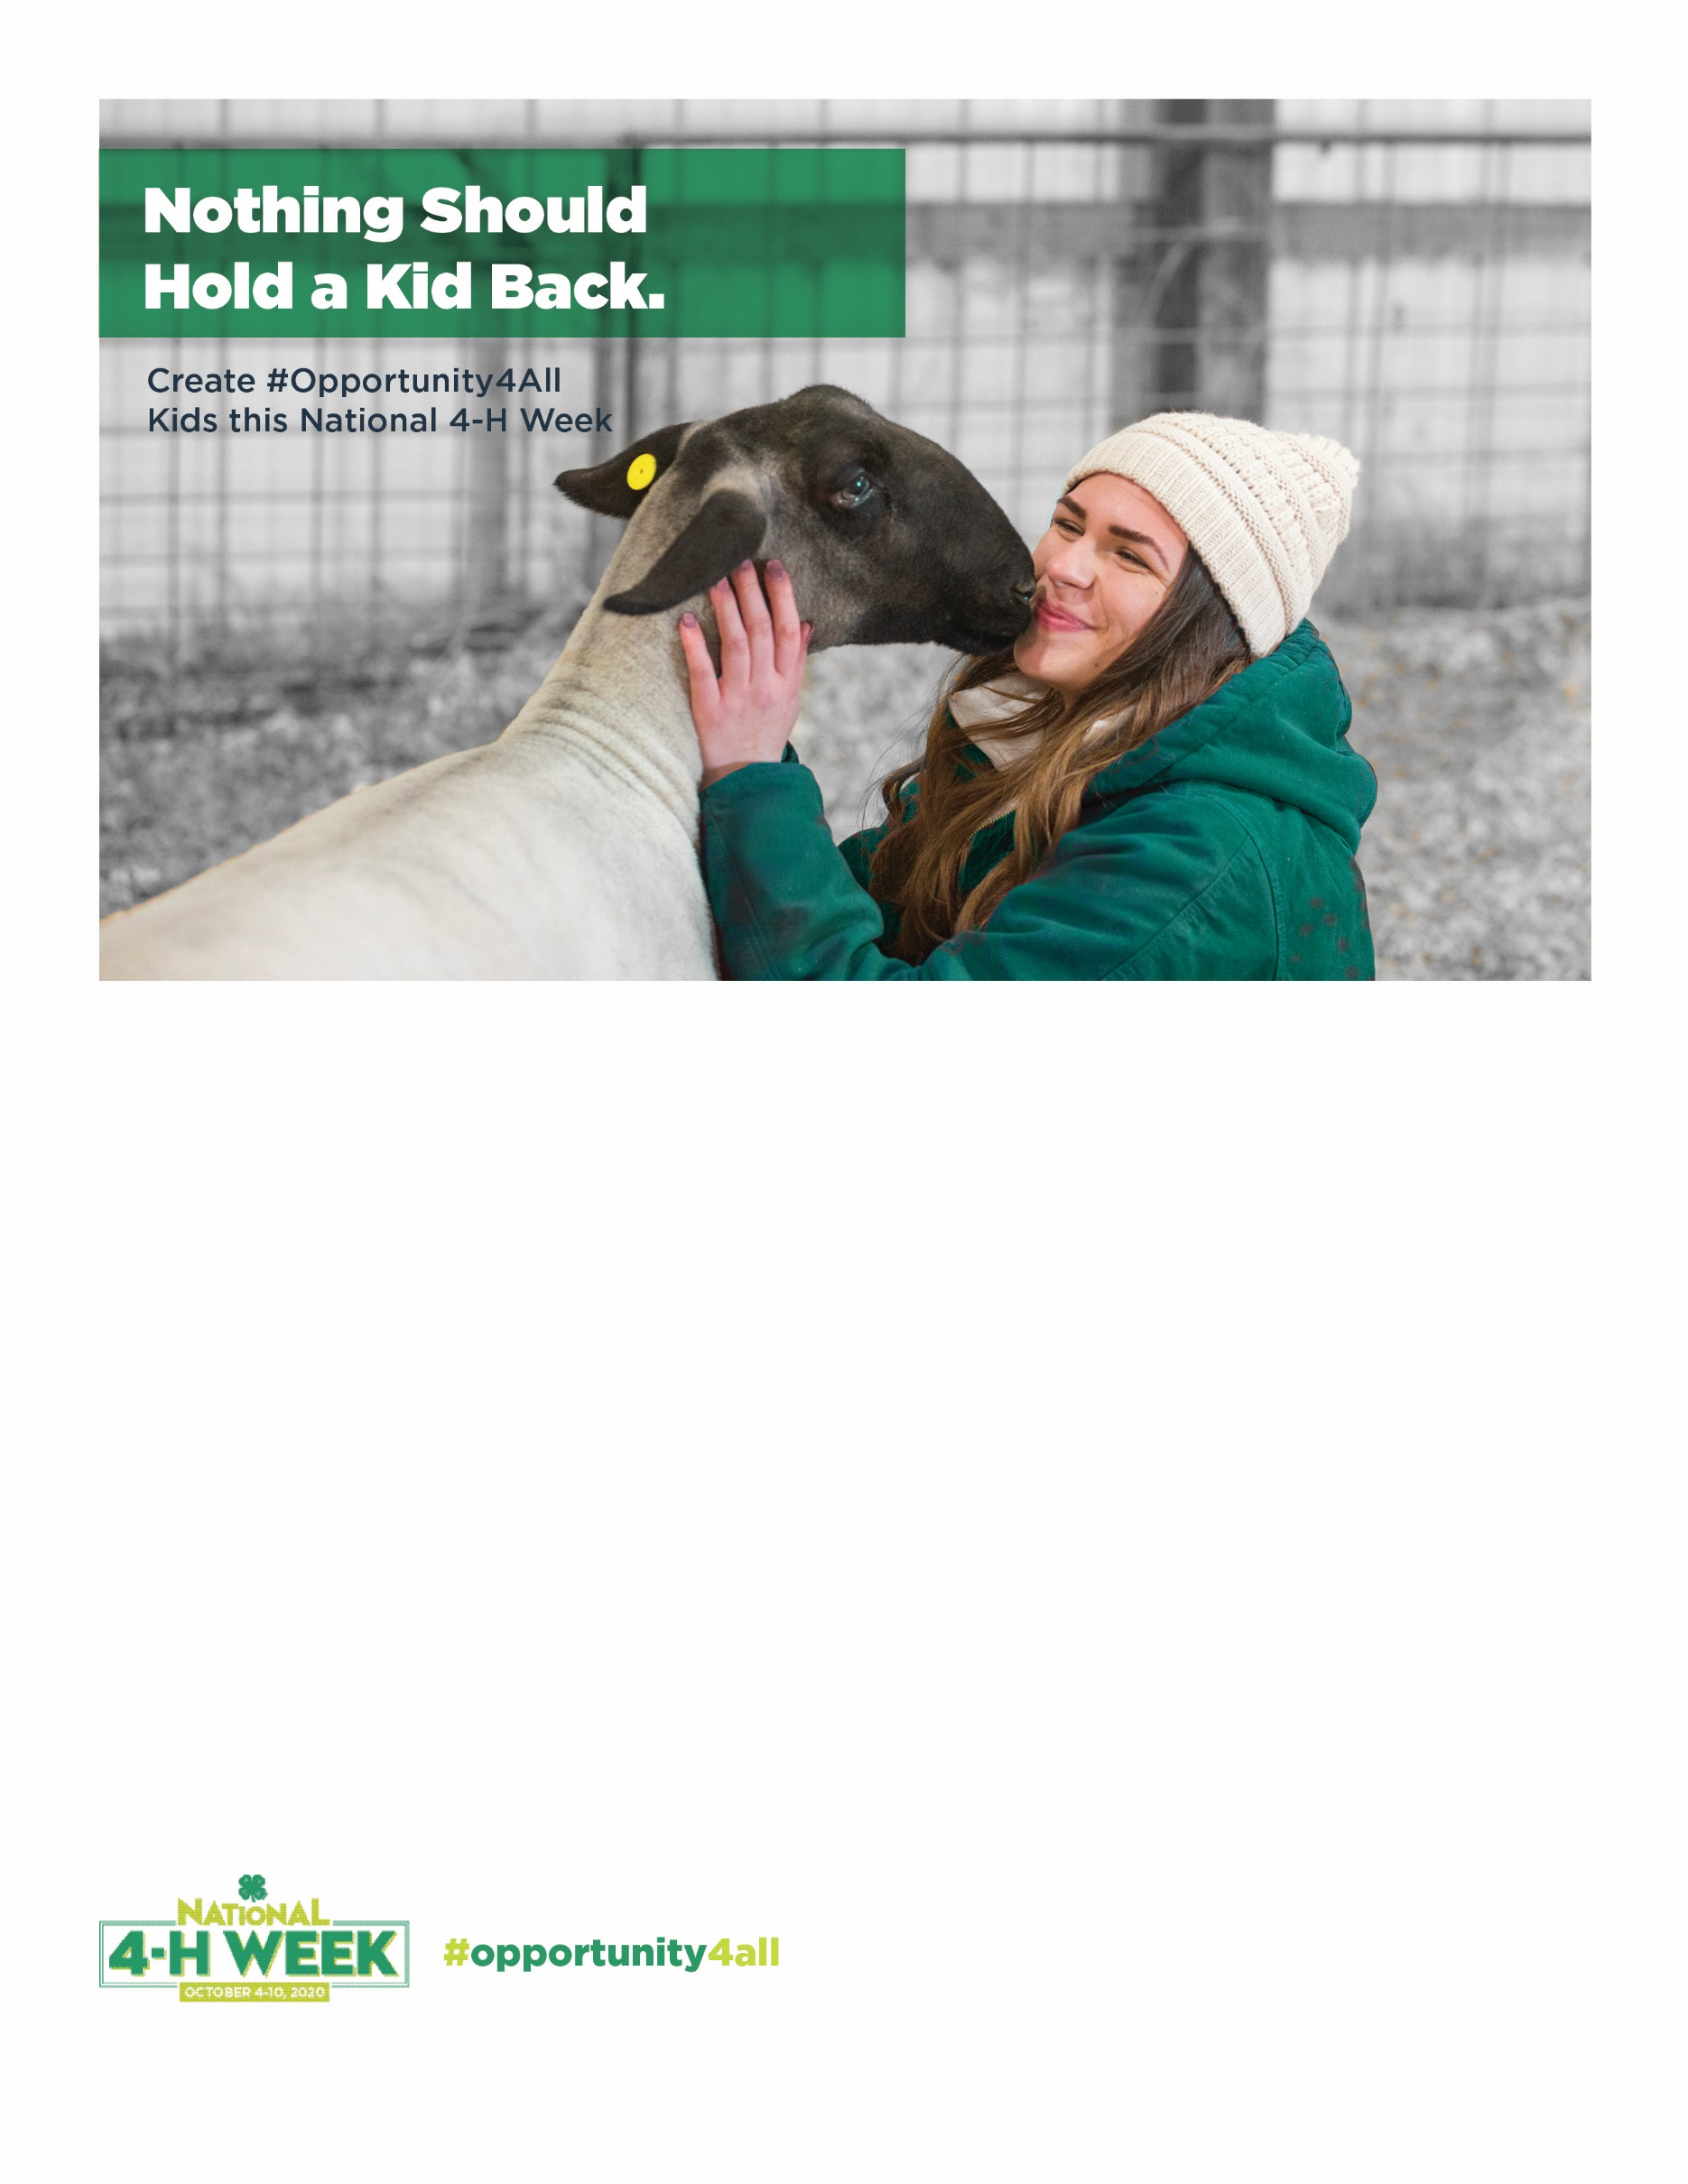 Nothing Should
Hold a Kid Back.
Create #Opportunity4All
Kids this National 4-H Week
NATIONAL
4-H WEEK
OCTOBER 4-10, 2020
#opportunity4all